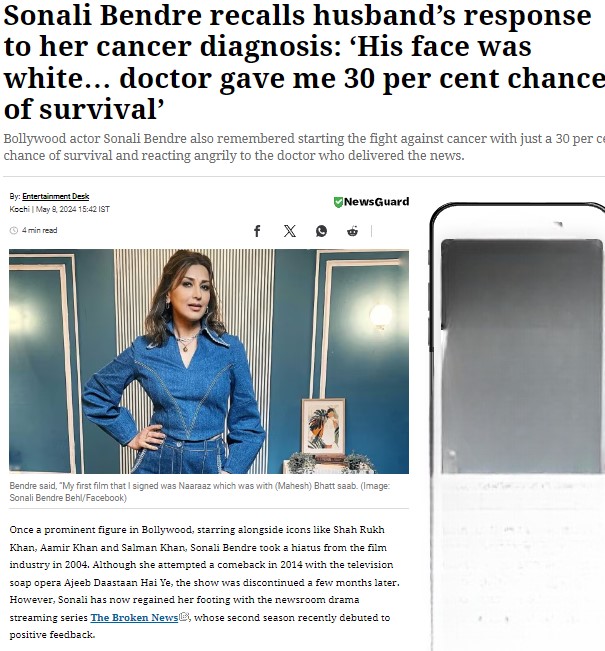 Sonali Bendre recalls husband’s response
to her cancer diagnosis: ‘His face was
white… doctor gave me 30 per cent chance
of survival’
Bollywood actor Sonali Bendre also remembered starting the fight against cancer with just a 30 per ce
chance of survival and reacting angrily to the doctor who delivered the news.
By: Entertainment Desk
NewsGuard
Kochi | May 8, 2024 15:42 IST
4 min read
Bendre said, "My first film that I signed was Naaraaz which was with (Mahesh) Bhatt saab. (Image:
Sonali Bendre Behl/Facebook)
Once a prominent figure in Bollywood, starring alongside icons like Shah Rukh
Khan, Aamir Khan and Salman Khan, Sonali Bendre took a hiatus from the film
industry in 2004. Although she attempted a comeback in 2014 with the television
soap opera Ajeeb Daastaan Hai Ye, the show was discontinued a few months later.
However, Sonali has now regained her footing with the newsroom drama
streaming series The Broken News, whose second season recently debuted to
positive feedback.